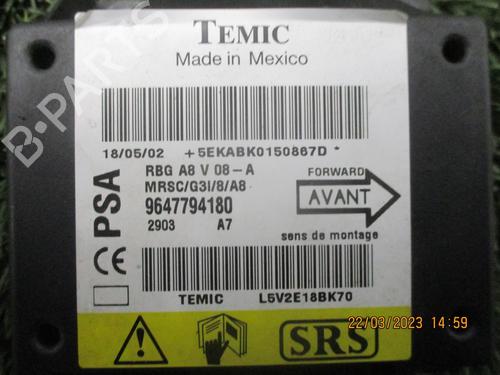 TEMIC
Made in Mexico
18/05/02 +5EKABK0150867D *
PSA
RBG A8 V 08-A
MRSC/G3I/8/A8
9647794180
2903 A7
FORWARD
AVANT
sens de montage
CE
TEMIC L5V2E18BK70
SRS
B-PARTS
22/03/2023 14:59